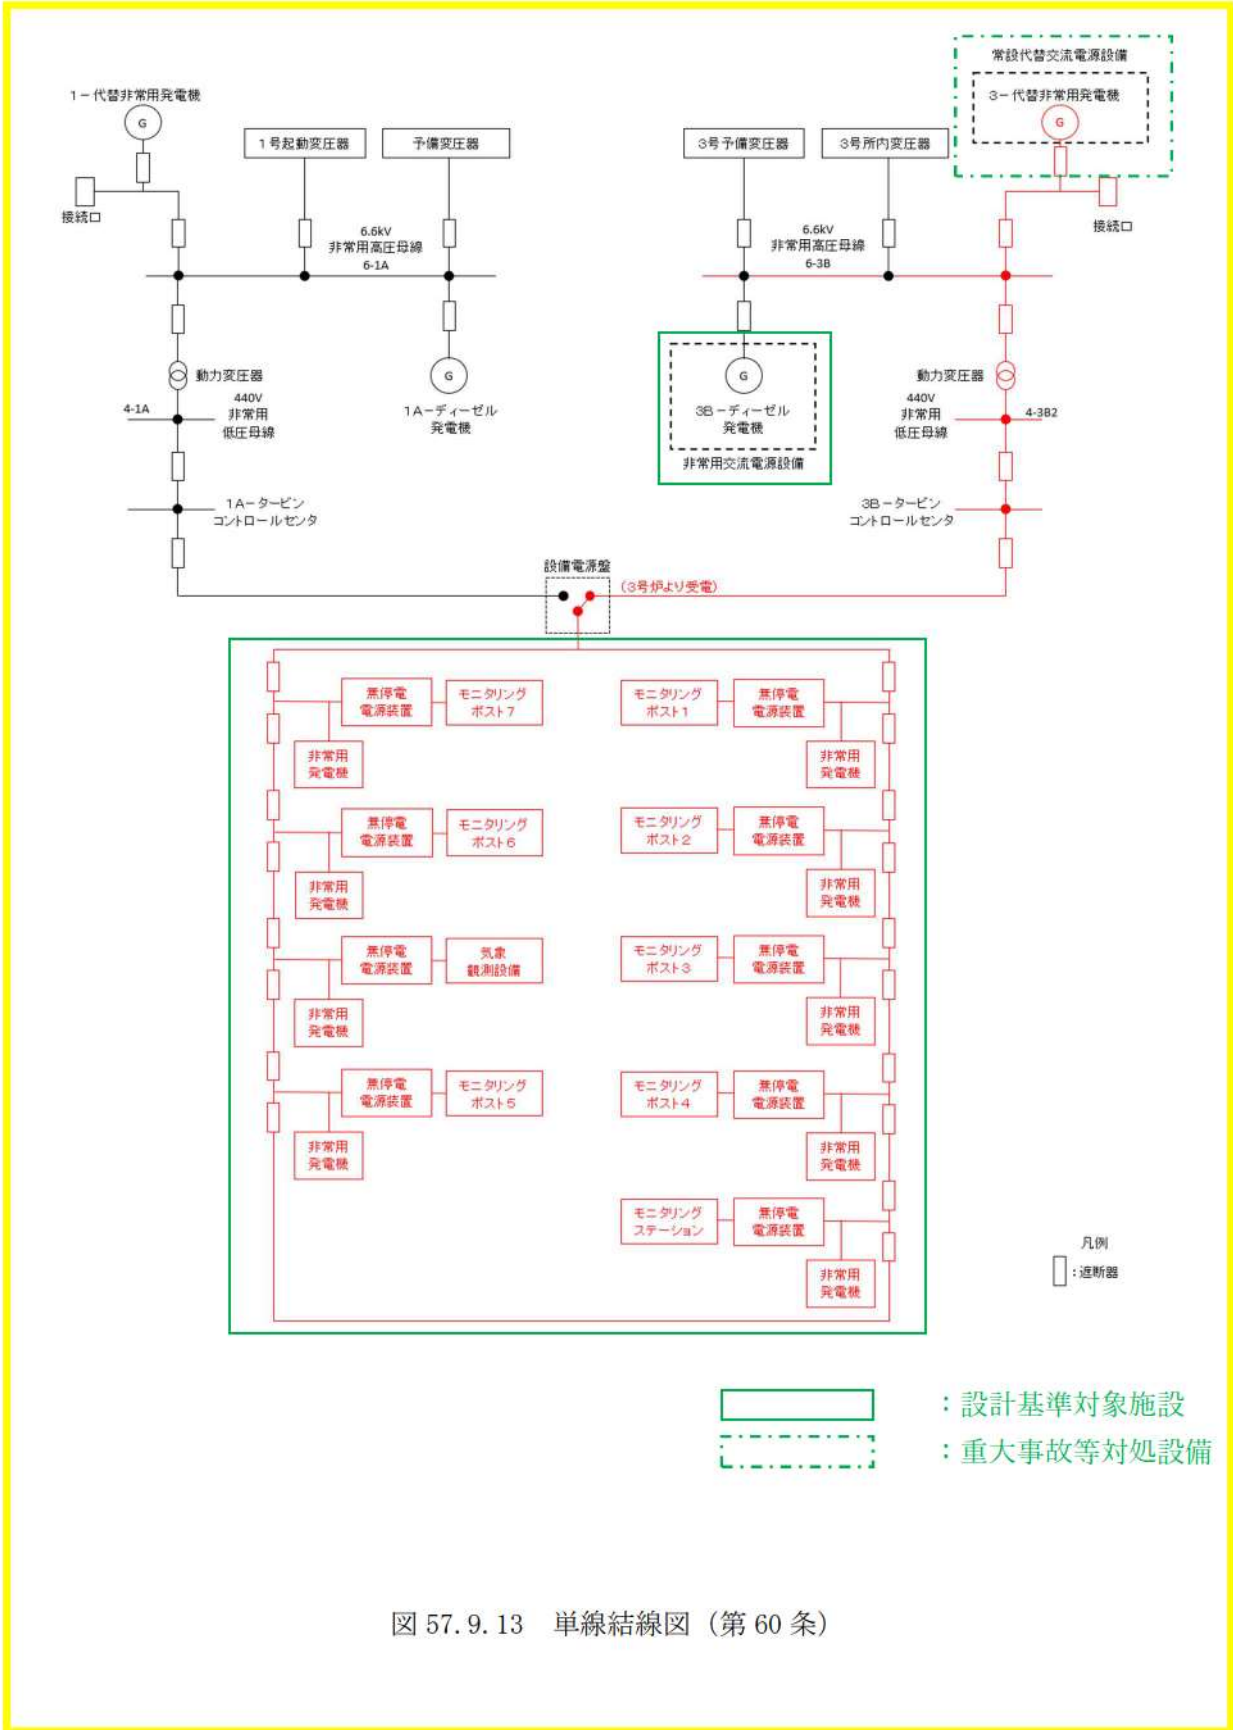 常設代替交流電源設備
1－代替非常用発電機
3－代替非常用発電機
G
G
1号起動変圧器
予備変圧器
3号予備変圧器
3号所内変圧器
接続口
接続口
6.6kV
非常用高圧母線
6-1A
6.6kV
非常用高圧母線
6-3B
動力変圧器
G
1A－ディーゼル
発電機
G
3B－ディーゼル
発電機
非常用交流電源設備
動力変圧器
4-1A
440V
非常用
低圧母線
440V
非常用
低圧母線
4-3B2
1A－タービン
コントロールセンタ
3B－タービン
コントロールセンタ
設備電源盤
(3号炉より受電)
無停電
電源装置
モニタリング
ポスト7
モニタリング
ポスト1
無停電
電源装置
非常用
発電機
非常用
発電機
無停電
電源装置
モニタリング
ポスト6
モニタリング
ポスト2
無停電
電源装置
非常用
発電機
非常用
発電機
無停電
電源装置
気象
観測設備
モニタリング
ポスト3
無停電
電源装置
非常用
発電機
非常用
発電機
無停電
電源装置
モニタリング
ポスト5
モニタリング
ポスト4
無停電
電源装置
非常用
発電機
非常用
発電機
モニタリング
ステーション
無停電
電源装置
非常用
発電機
凡例
：遮断器
：設計基準対象施設
：重大事故等対処設備
図 57.9.13　単線結線図（第 60 条）